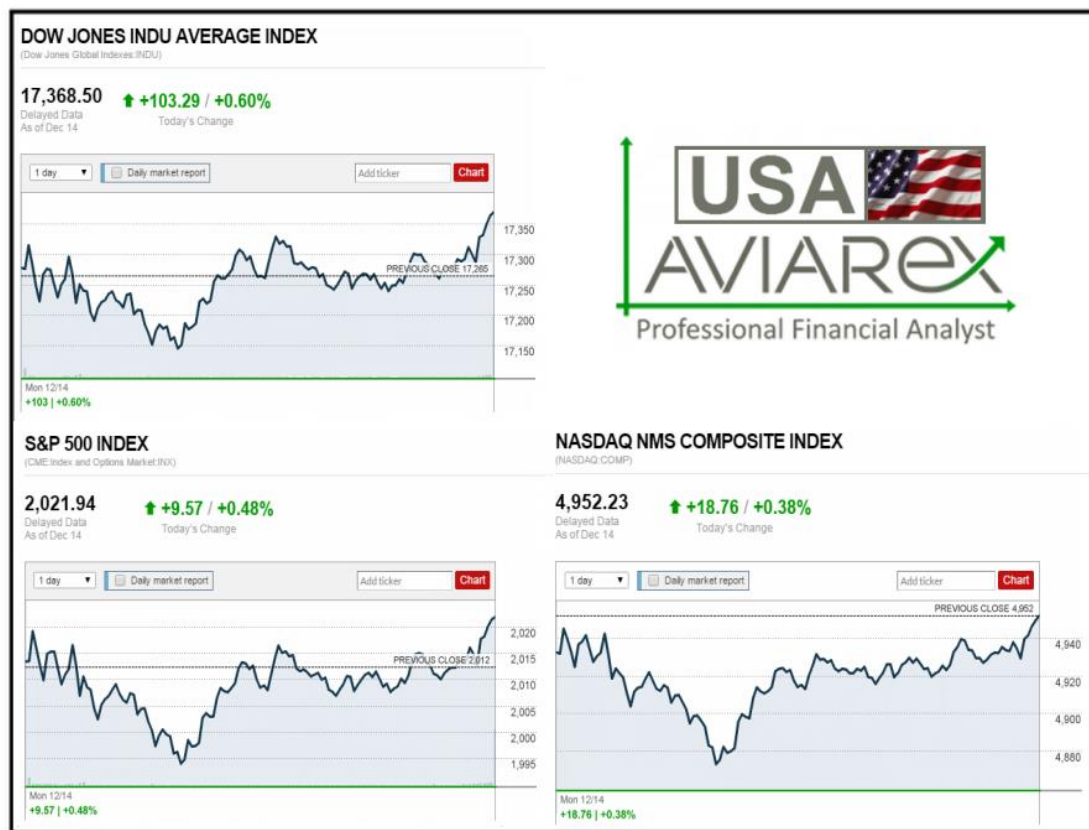 DOW JONES INDU AVERAGE INDEX
(Dow Jones Global Indexes:INDU)
17,368.50
+103.29 / +0.60%
Delayed Data
As of Dec 14
Today's Change
1 day
Daily market report
Add ticker
Chart
17,350
17,300
PREVIOUS CLOSE 17,265
17,250
17,200
17,150
Mon 12/14
+103 | +0.60%
USA
AVIAREX
Professional Financial Analyst
S&P 500 INDEX
(CME:Index and Options Market:INX)
2,021.94
+9.57 / +0.48%
Delayed Data
As of Dec 14
Today's Change
1 day
Daily market report
Add ticker
Chart
2,020
2,015
PREVIOUS CLOSE 2,012
2,010
2,005
2,000
1,995
Mon 12/14
+9.57 | +0.48%
NASDAQ NMS COMPOSITE INDEX
(NASDAQ:COMP)
4,952.23
+18.76 / +0.38%
Delayed Data
As of Dec 14
Today's Change
1 day
Daily market report
Add ticker
Chart
PREVIOUS CLOSE 4,952
4,940
4,920
4,900
4,880
Mon 12/14
+18.76 | +0.38%